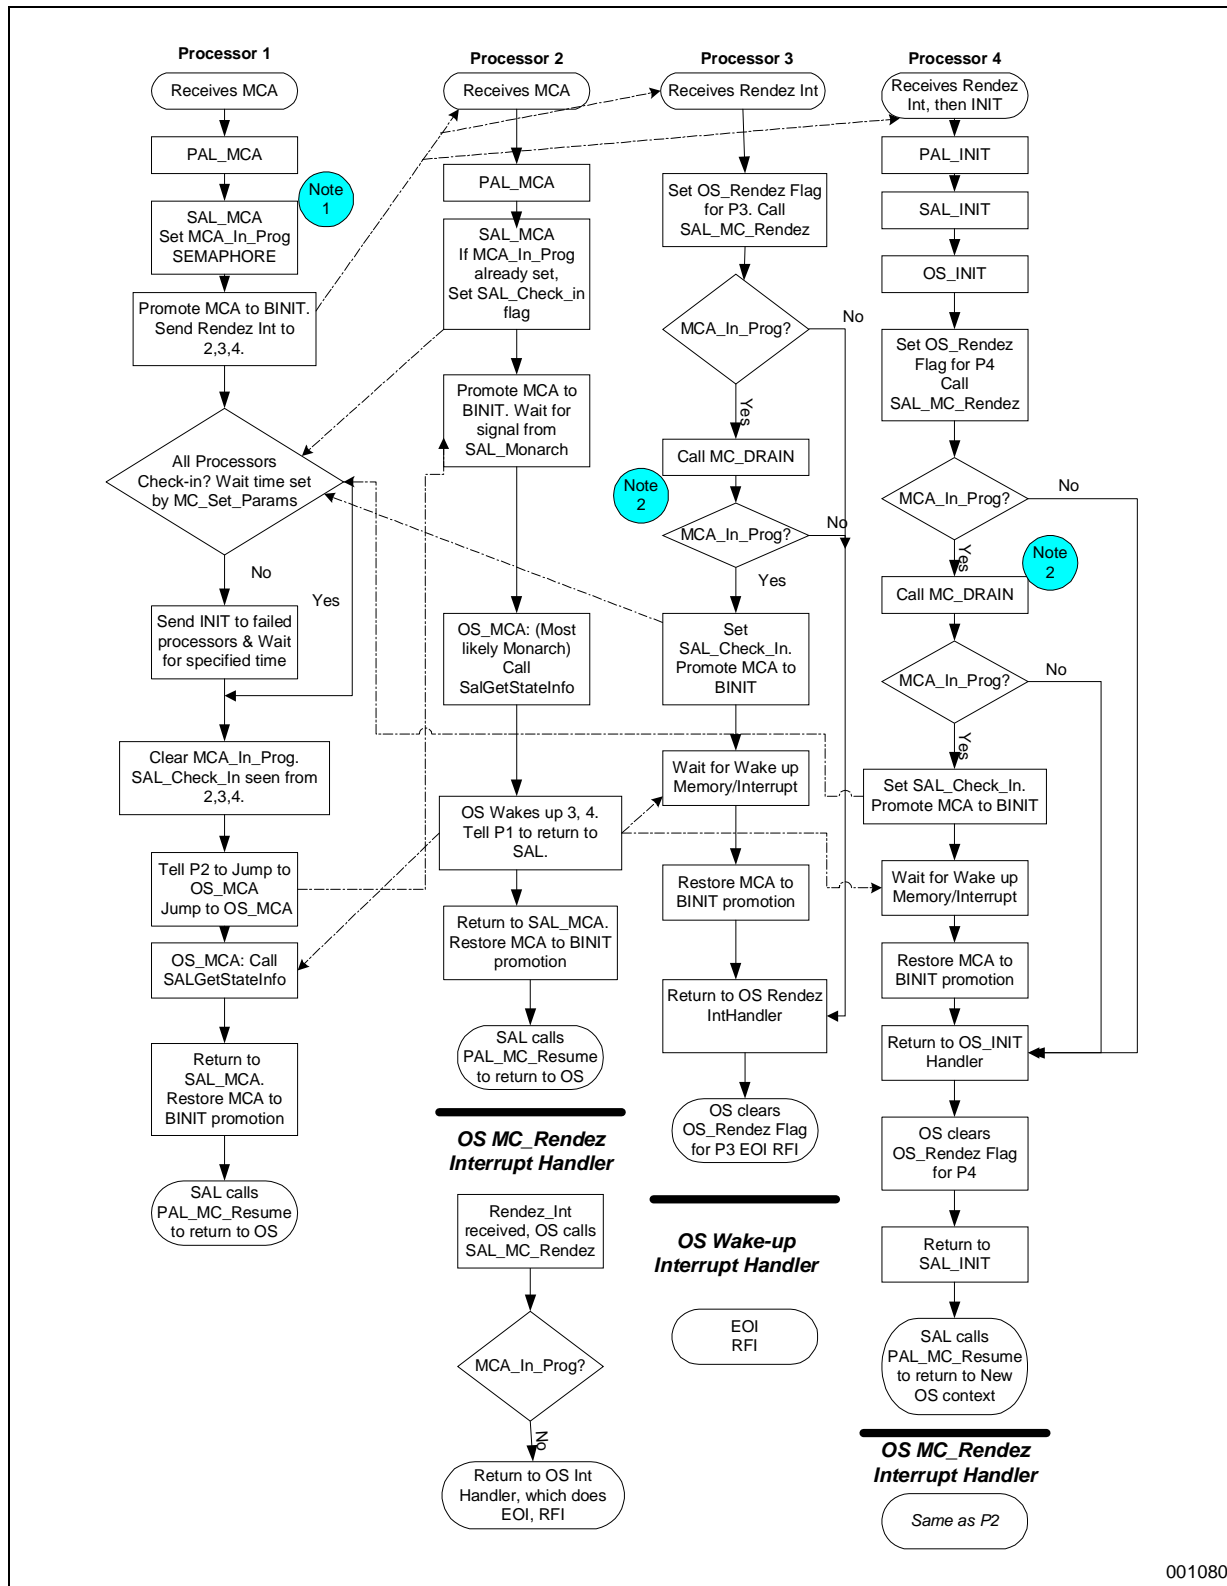 Processor 1
Receives MCA
PAL_MCA
Note
1
SAL_MCA
Set MCA_In_Prog
SEMAPHORE
Promote MCA to BINIT.
Send Rendez Int to
2,3,4.
All Processors
Check-in? Wait time set
by MC_Set_Params
No
Yes
Send INIT to failed
processors & Wait
for specified time
Clear MCA_In_Prog.
SAL_Check_In seen from
2,3,4.
Tell P2 to Jump to
OS_MCA
Jump to OS_MCA
OS_MCA: Call
SALGetStateInfo
Return to
SAL_MCA.
Restore MCA to
BINIT promotion
SAL calls
PAL_MC_Resume
to return to OS
Processor 2
Receives MCA
PAL_MCA
SAL_MCA
If MCA_In_Prog
already set,
Set SAL_Check_in
flag
Promote MCA to
BINIT. Wait for
signal from
SAL_Monarch
OS_MCA: (Most
likely Monarch)
Call
SalGetStateInfo
OS Wakes up 3, 4.
Tell P1 to return to
SAL.
Return to SAL_MCA.
Restore MCA to BINIT
promotion
SAL calls
PAL_MC_Resume
to return to OS
OS MC_Rendez
Interrupt Handler
Rendez_Int
received, OS calls
SAL_MC_Rendez
MCA_In_Prog?
No
Return to OS Int
Handler, which does
EOI, RFI
Processor 3
Receives Rendez Int
Set OS_Rendez Flag
for P3. Call
SAL_MC_Rendez
MCA_In_Prog?
No
Yes
Call MC_DRAIN
Note
2
MCA_In_Prog?
No
Yes
Set
SAL_Check_In.
Promote MCA to
BINIT
Wait for Wake up
Memory/Interrupt
Restore MCA to
BINIT promotion
Return to OS Rendez
IntHandler
OS clears
OS_Rendez Flag
for P3 EOI RFI
OS Wake-up
Interrupt Handler
EOI
RFI
Processor 4
Receives Rendez
Int, then INIT
PAL_INIT
SAL_INIT
OS_INIT
Set OS_Rendez
Flag for P4
Call
SAL_MC_Rendez
MCA_In_Prog?
No
Yes
Note
2
Call MC_DRAIN
MCA_In_Prog?
No
Yes
Set SAL_Check_In.
Promote MCA to BINIT
Wait for Wake up
Memory/Interrupt
Restore MCA to
BINIT promotion
Return to OS_INIT
Handler
OS clears
OS_Rendez Flag
for P4
Return to
SAL_INIT
SAL calls
PAL_MC_Resume
to return to New
OS context
OS MC_Rendez
Interrupt Handler
Same as P2
001080